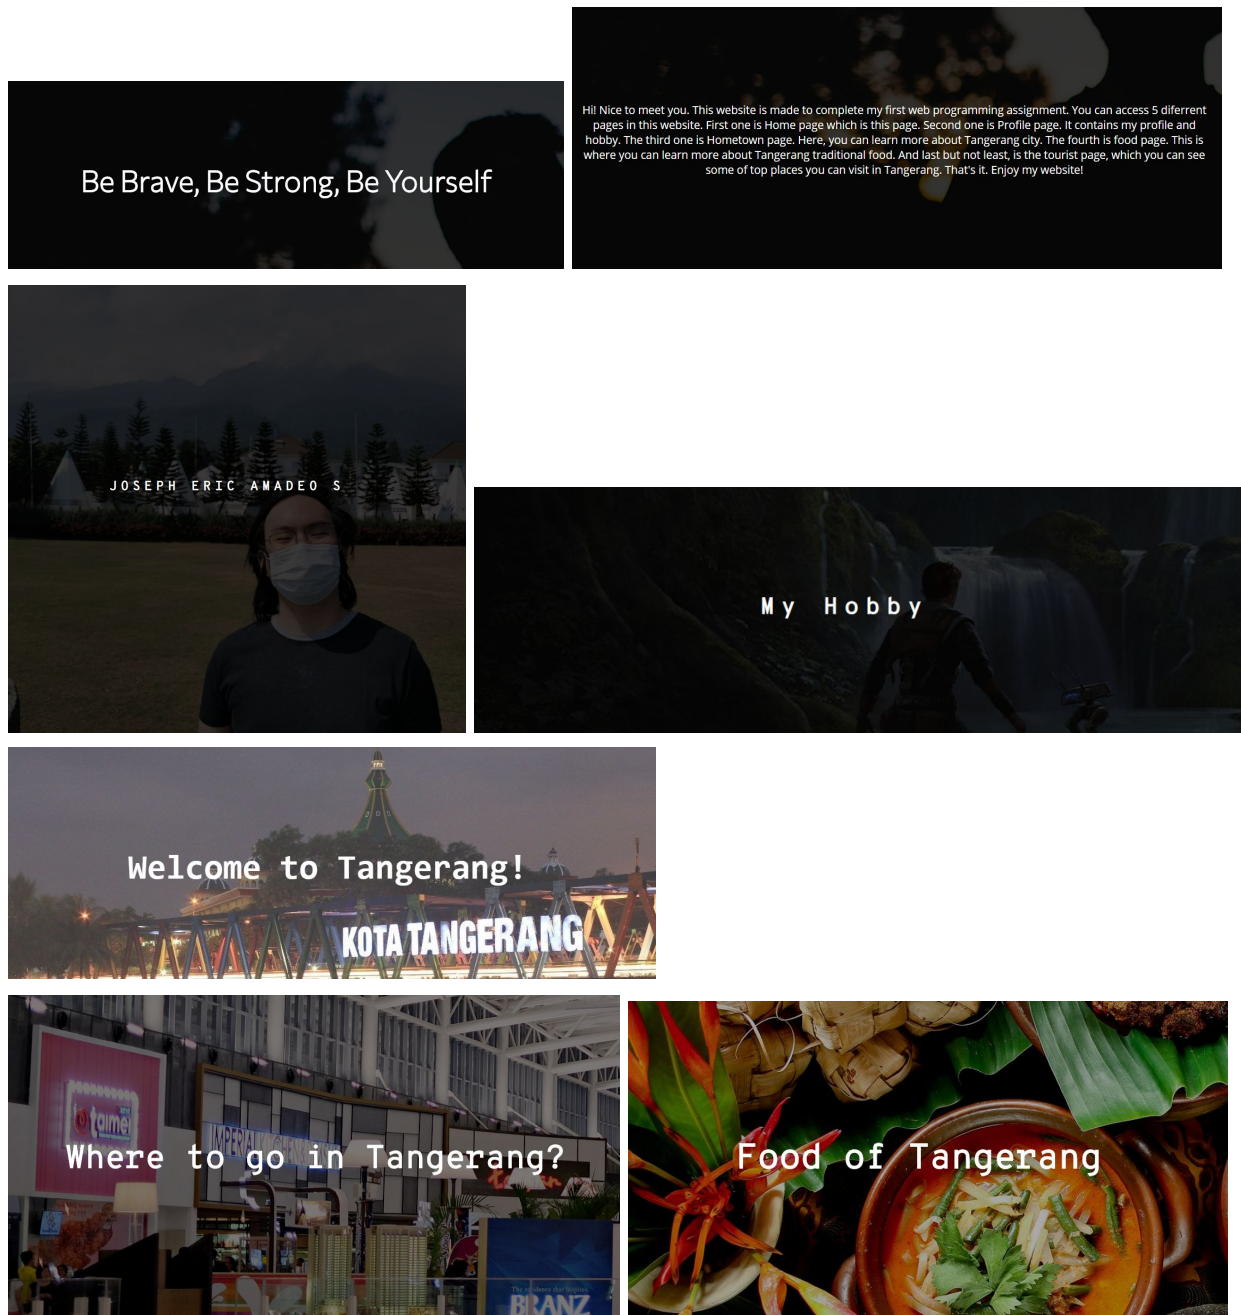 Be Brave, Be Strong, Be Yourself
Hi! Nice to meet you. This website is made to complete my first web programming assignment. You can access 5 diferrent
pages in this website. First one is Home page which is this page. Second one is Profile page. It contains my profile and
hobby. The third one is Hometown page. Here, you can learn more about Tangerang city. The fourth is food page. This is
where you can learn more about Tangerang traditional food. And last but not least, is the tourist page, which you can see
some of top places you can visit in Tangerang. That's it. Enjoy my website!
JOSEPH ERIC AMADEO S
My Hobby
Welcome to Tangerang!
KOTA TANGERANG
taimei
IMPERIAL
Where to go in Tangerang?
BRANZ
Food of Tangerang